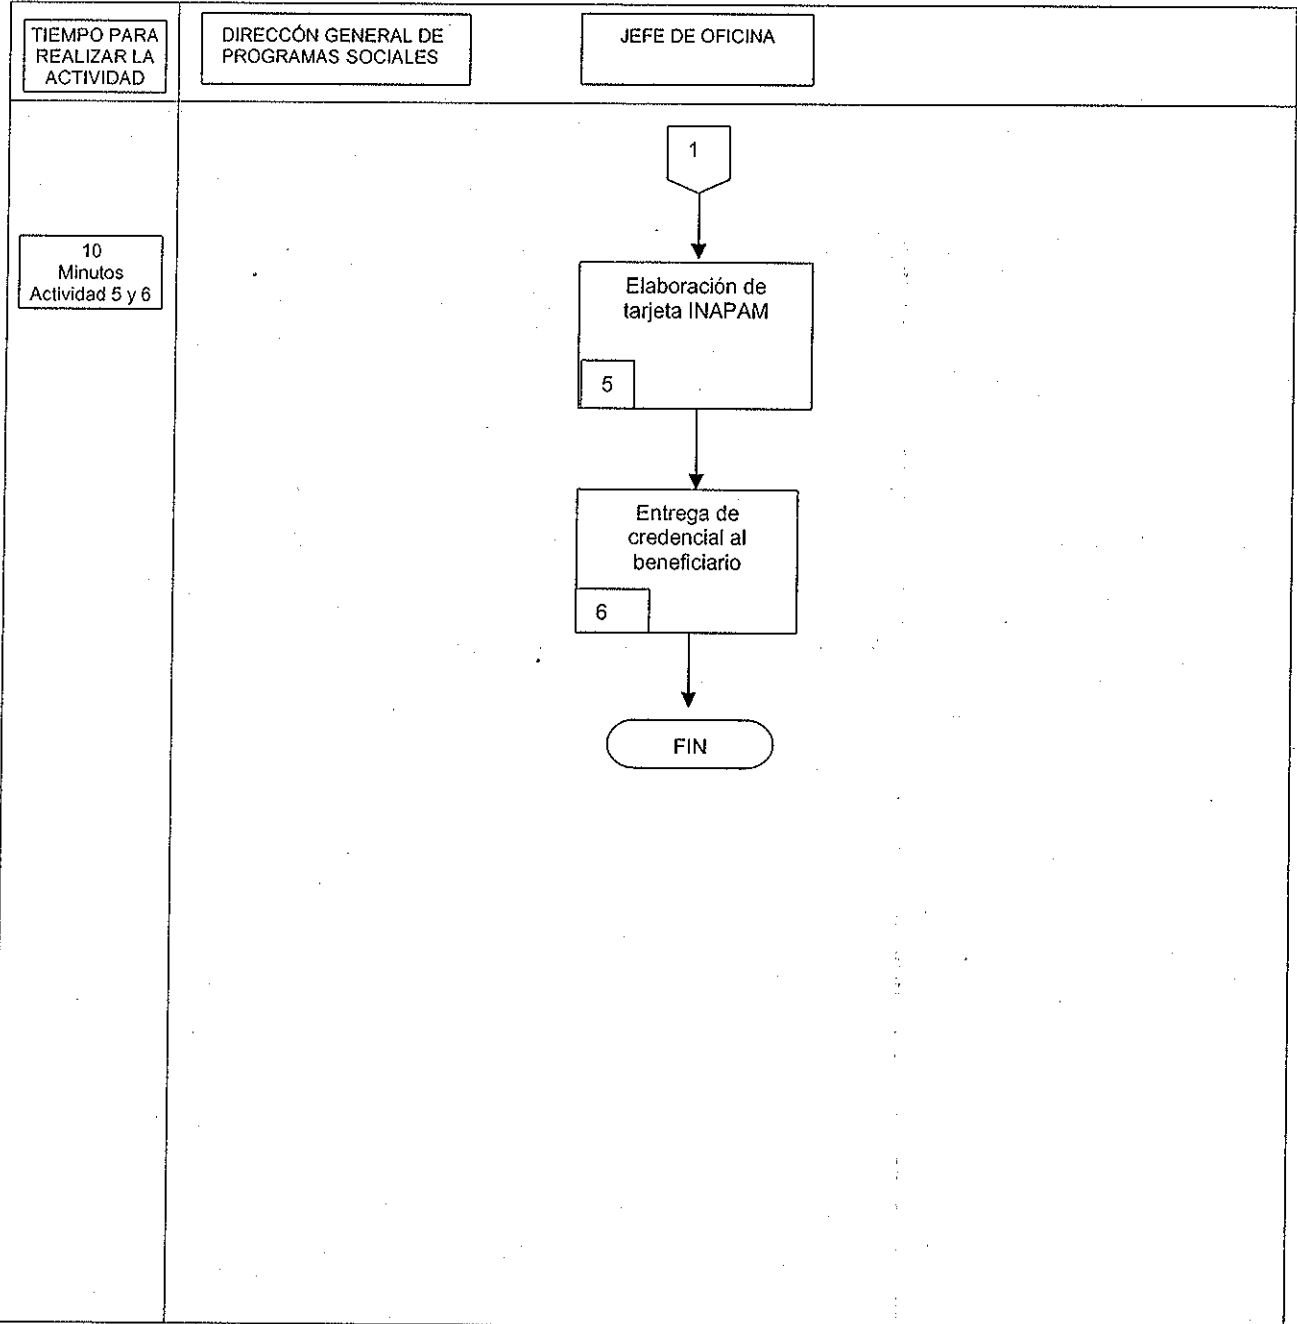 TIEMPO PARA
REALIZAR LA
ACTIVIDAD
DIRECCÓN GENERAL DE
PROGRAMAS SOCIALES
JEFE DE OFICINA
1
10
Minutos
Actividad 5 y 6
Elaboración de
tarjeta INAPAM
5
Entrega de
credencial al
beneficiario
6
FIN